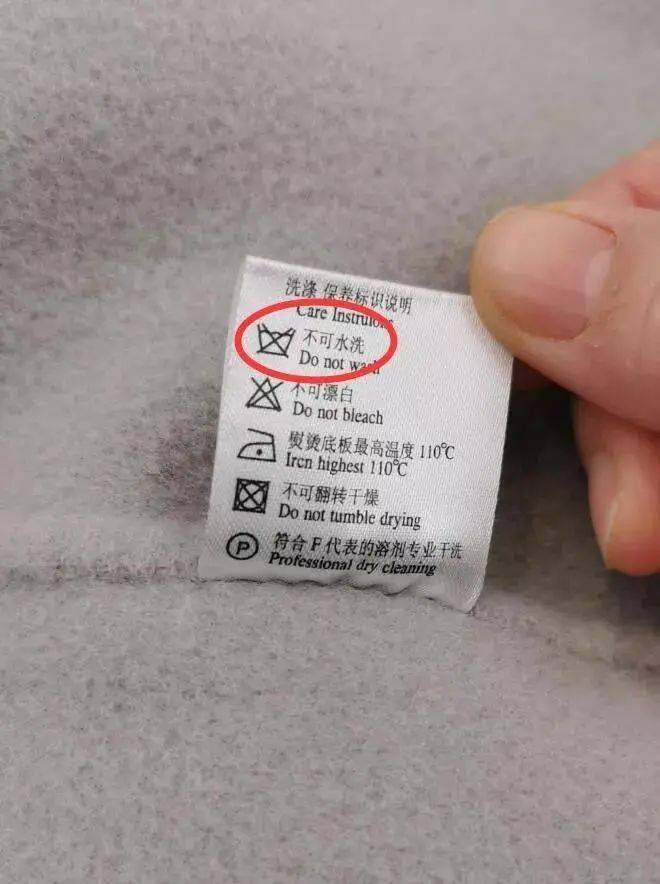 洗涤 保养标识说明
Care Instru
不可水洗
Do not wash
不可漂白
Do not bleach
熨烫底板最高温度 110℃
Ircn highest 110℃
不可翻转干燥
Do not tumble drying
P 符合 F 代表的溶剂专业干洗
Professional dry cleaning